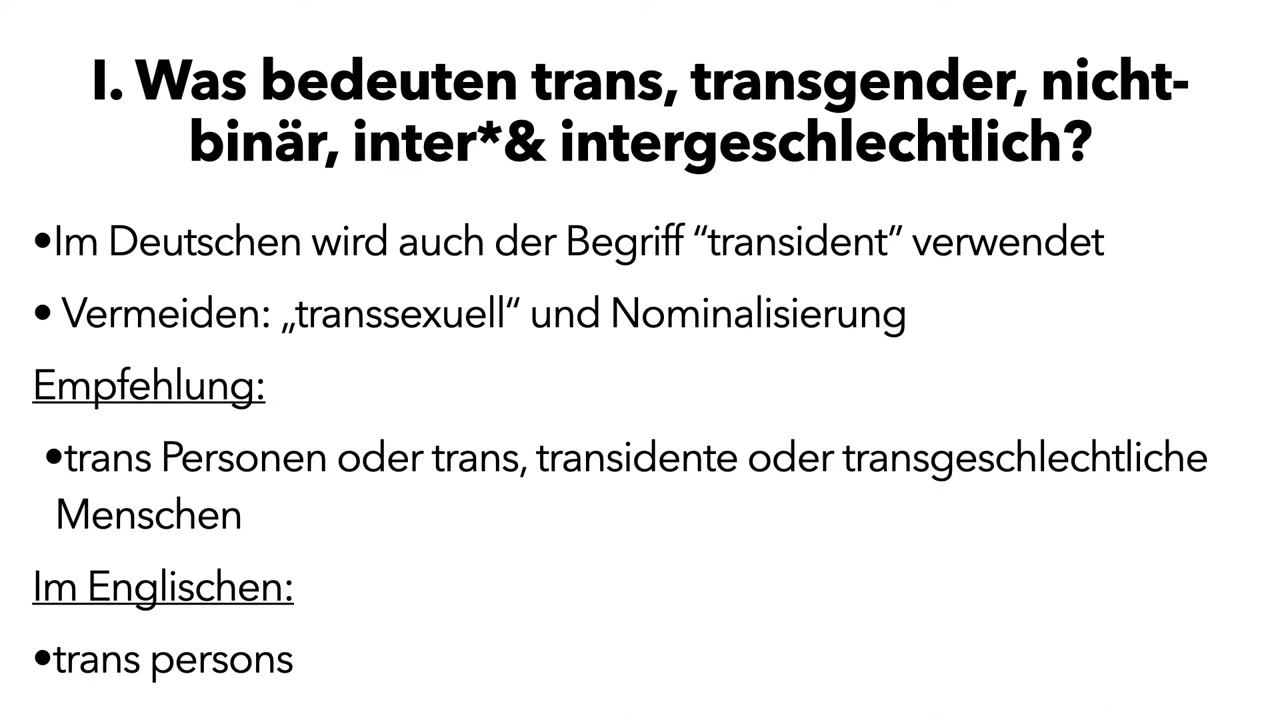 I. Was bedeuten trans, transgender, nicht-
binär, inter*& intergeschlechtlich?
•Im Deutschen wird auch der Begriff “transident” verwendet
• Vermeiden: „transsexuell“ und Nominalisierung
Empfehlung:
•trans Personen oder trans, transidente oder transgeschlechtliche
Menschen
Im Englischen:
•trans persons